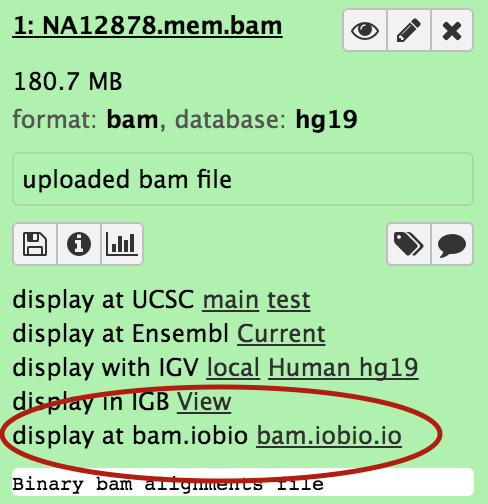 1: NA12878.mem.bam
180.7 MB
format: bam, database: hg19
uploaded bam file
display at UCSC main test
display at Ensembl Current
display with IGV local Human hg19
display in IGB View
display at bam.iobio bam.iobio.io
Binary bam alignments file